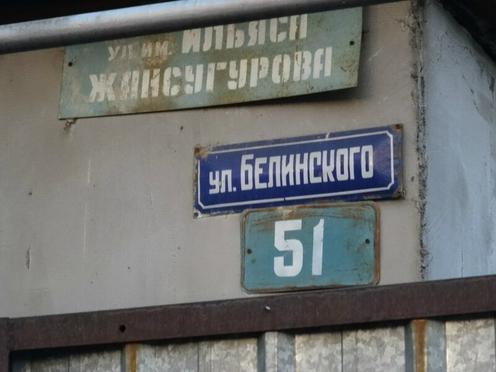 ул. им. Ильяса
Жансугурова
ул. Белинского
51